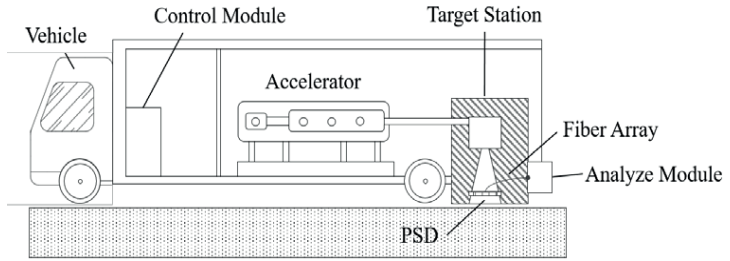 Control Module
Target Station
Vehicle
Accelerator
Fiber Array
Analyze Module
PSD